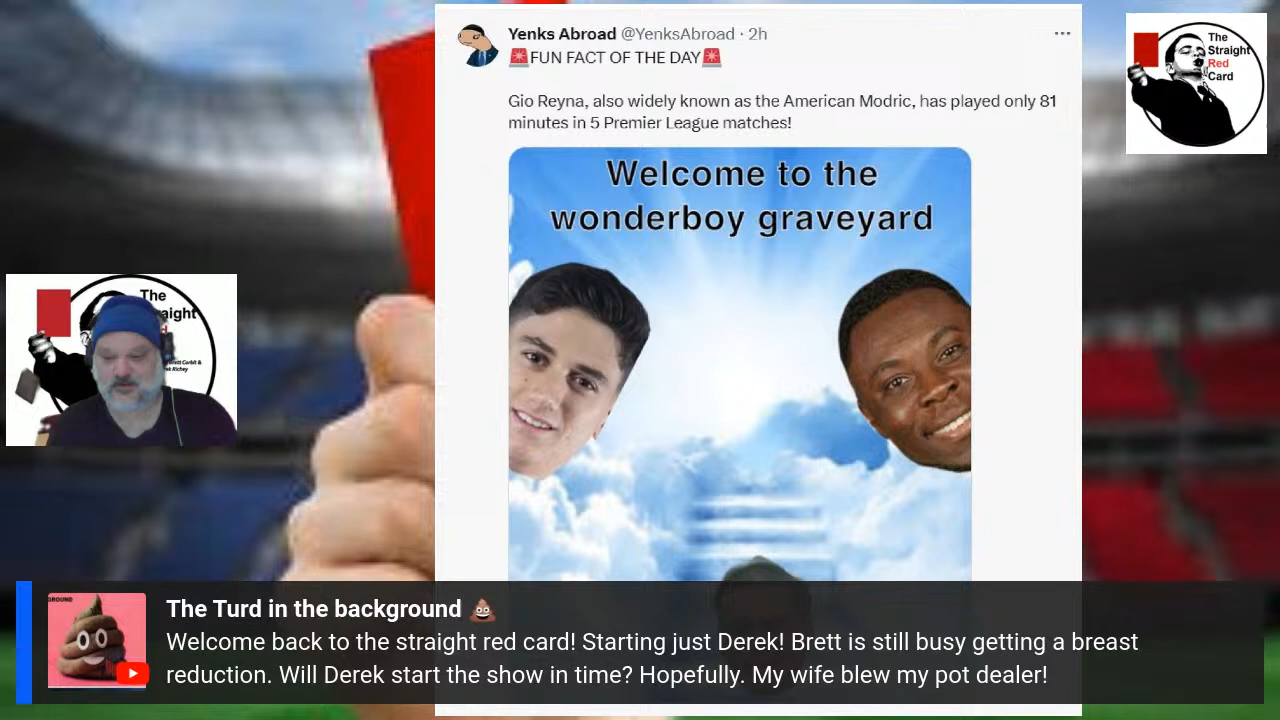 Yenks Abroad @YenksAbroad · 2h
🚨FUN FACT OF THE DAY🚨
Gio Reyna, also widely known as the American Modric, has played only 81
minutes in 5 Premier League matches!
Welcome to the
wonderboy graveyard
The
Straight
Red
Card
The
aight
The Turd in the background 💩
Welcome back to the straight red card! Starting just Derek! Brett is still busy getting a breast
reduction. Will Derek start the show in time? Hopefully. My wife blew my pot dealer!